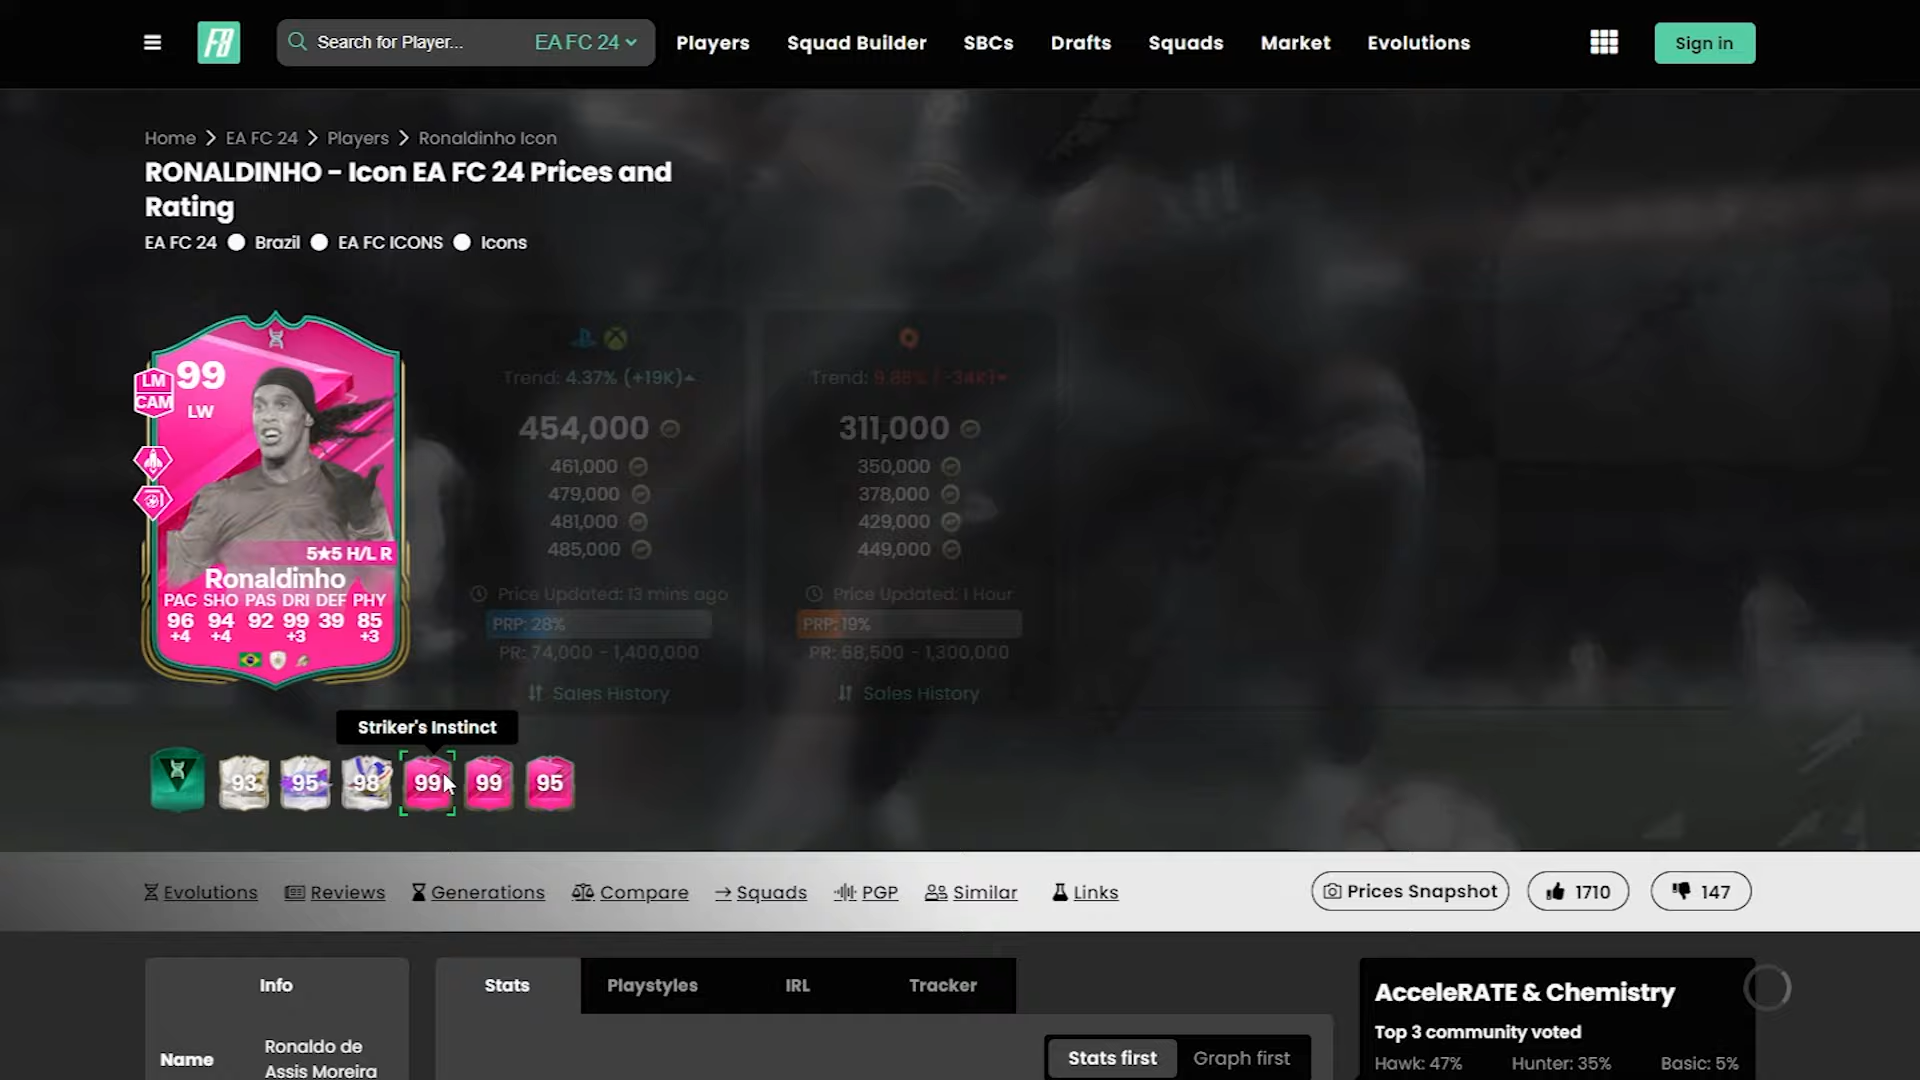 F8
Search for Player...
EA FC 24
Players
Squad Builder
SBCs
Drafts
Squads
Market
Evolutions
Sign in
Home > EA FC 24 > Players > Ronaldinho Icon
RONALDINHO - Icon EA FC 24 Prices and
Rating
EA FC 24
Brazil
EA FC ICONS
Icons
LM
CAM
99
LW
5★5 H/L R
Ronaldinho
PAC SHO PAS DRI DEF PHY
96 94 92 99 39 85
+4 +4 +3 +3
Trend: 4.37% (+19K)
454,000
461,000
479,000
481,000
485,000
Price Updated: 13 mins ago
PRP: 28%
PR: 74,000 - 1,400,000
Sales History
Trend: 9.85% (-34K)
311,000
350,000
378,000
429,000
449,000
Price Updated: 1 Hour
PRP: 19%
PR: 68,500 - 1,300,000
Sales History
Striker's Instinct
93 95 98 99 99 95
Evolutions
Reviews
Generations
Compare
Squads
PGP
Similar
Links
Prices Snapshot
1710
147
Info
Name
Ronaldo de
Assis Moreira
Stats
Playstyles
IRL
Tracker
Stats first
Graph first
AcceleRATE & Chemistry
Top 3 community voted
Hawk: 47% Hunter: 35% Basic: 5%